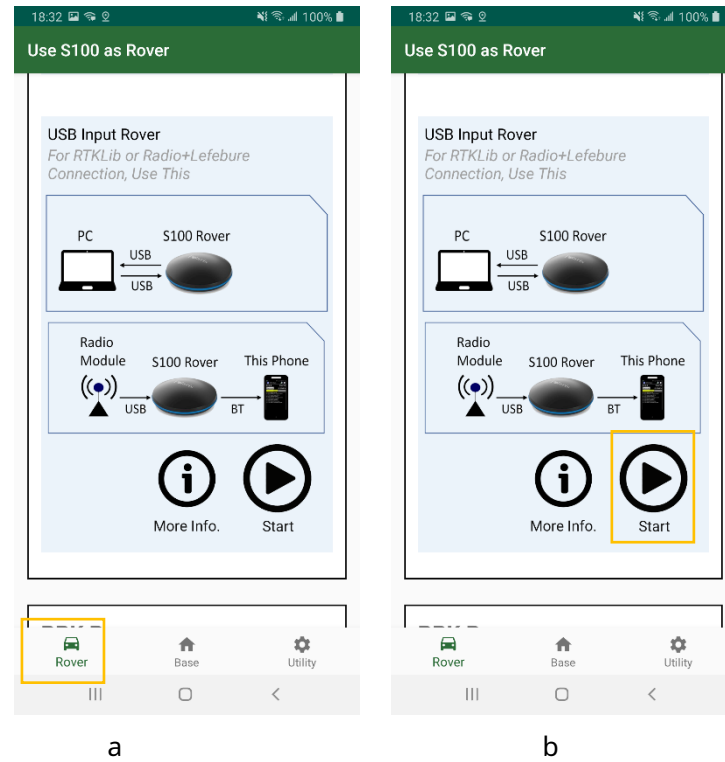 18:32 100%
Use S100 as Rover
USB Input Rover
For RTKLib or Radio+Lefebure
Connection, Use This
PC S100 Rover
USB
USB
Radio
Module S100 Rover This Phone
USB BT
More Info. Start
Rover Base Utility
a
18:32 100%
Use S100 as Rover
USB Input Rover
For RTKLib or Radio+Lefebure
Connection, Use This
PC S100 Rover
USB
USB
Radio
Module S100 Rover This Phone
USB BT
More Info. Start
Rover Base Utility
b